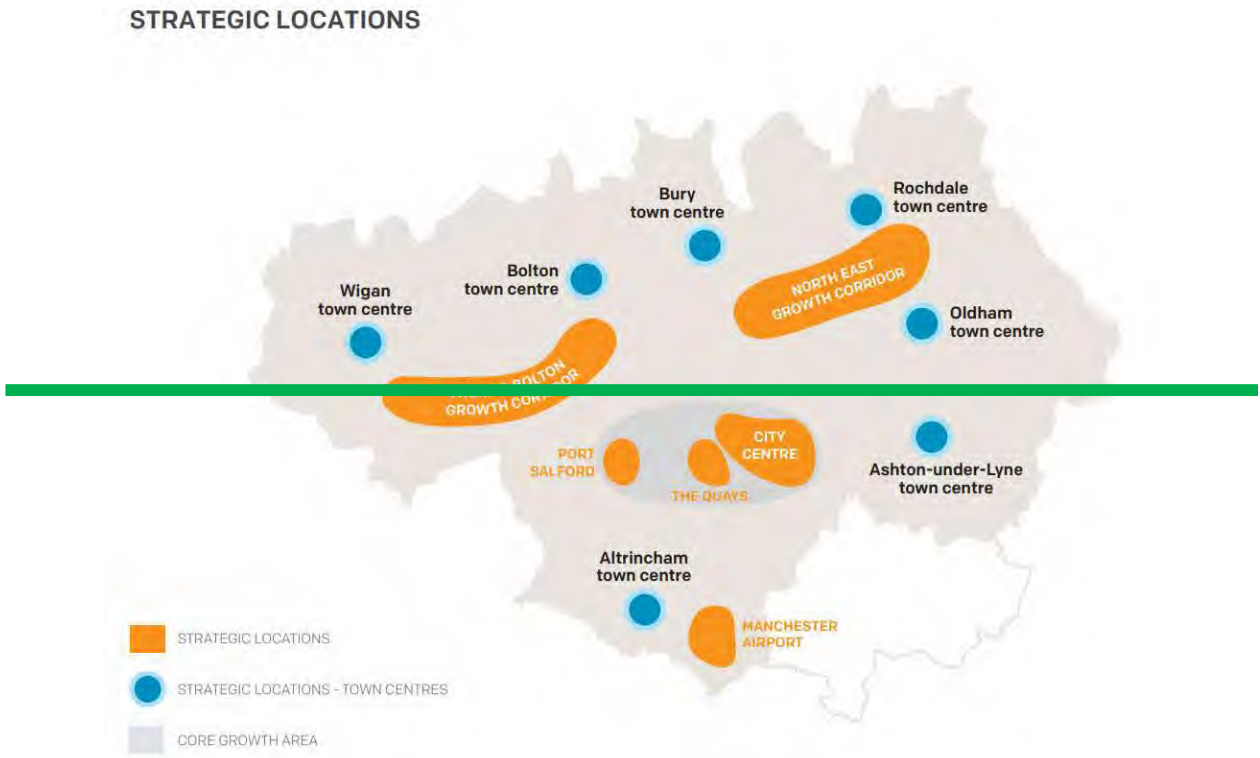 STRATEGIC LOCATIONS
Bury
town centre
Rochdale
town centre
Bolton
town centre
NORTH EAST
GROWTH CORRIDOR
Wigan
town centre
Oldham
town centre
BOLTON
GROWTH CORRIDOR
CITY
CENTRE
PORT
SALFORD
THE QUAYS
Ashton-under-Lyne
town centre
Altrincham
town centre
MANCHESTER
AIRPORT
STRATEGIC LOCATIONS
STRATEGIC LOCATIONS - TOWN CENTRES
CORE GROWTH AREA